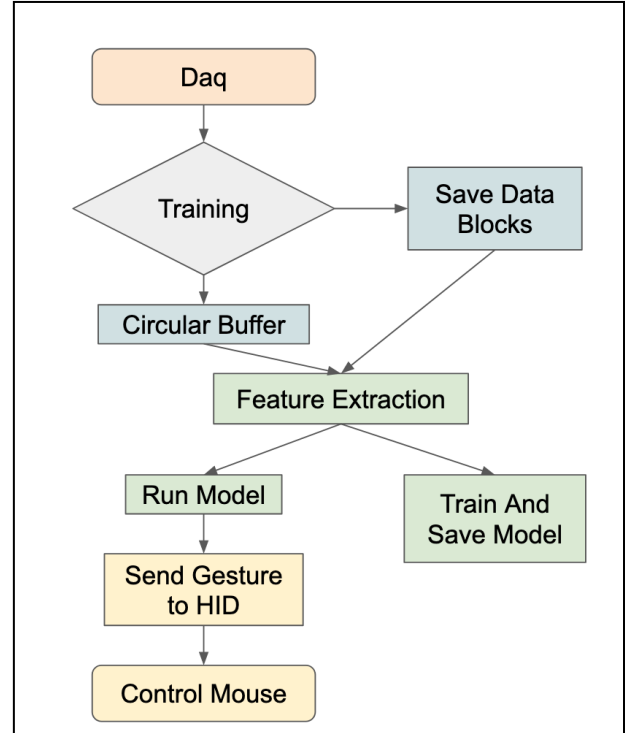 Daq
Training
Save Data
Blocks
Circular Buffer
Feature Extraction
Run Model
Train And
Save Model
Send Gesture
to HID
Control Mouse